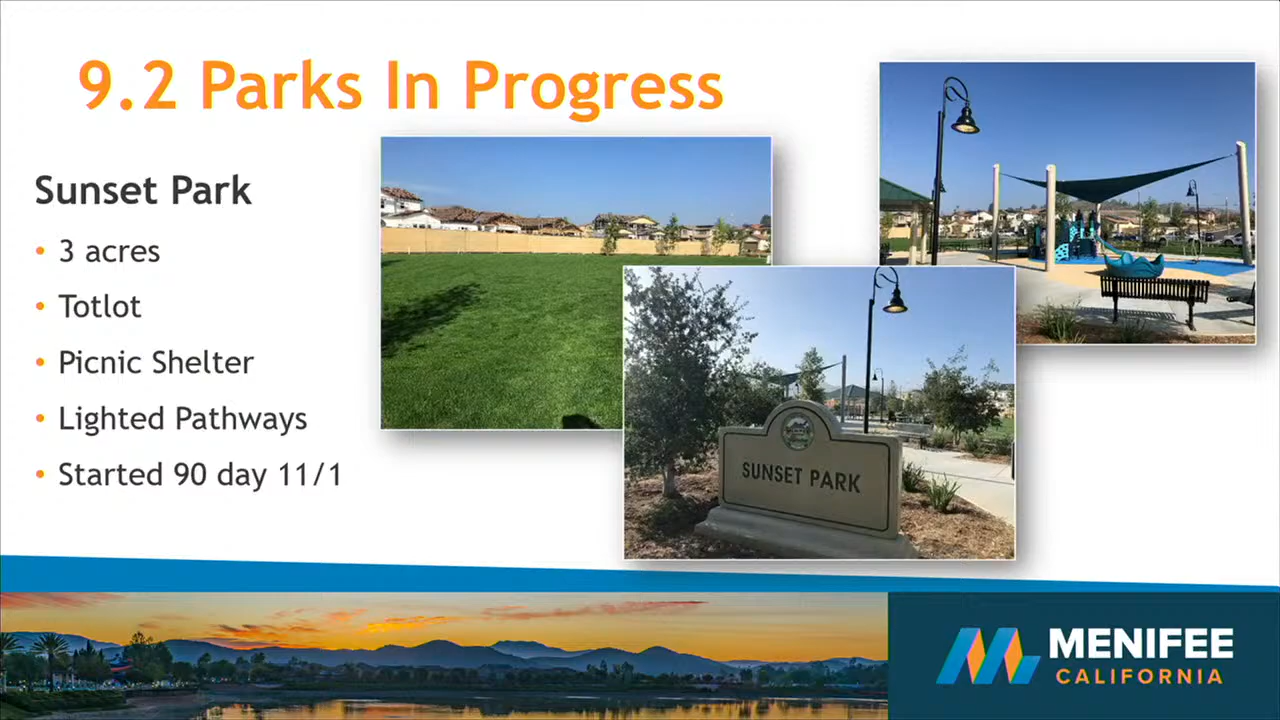 9.2 Parks In Progress
Sunset Park
• 3 acres
• Totlot
• Picnic Shelter
• Lighted Pathways
• Started 90 day 11/1
SUNSET PARK
MENIFEE
CALIFORNIA